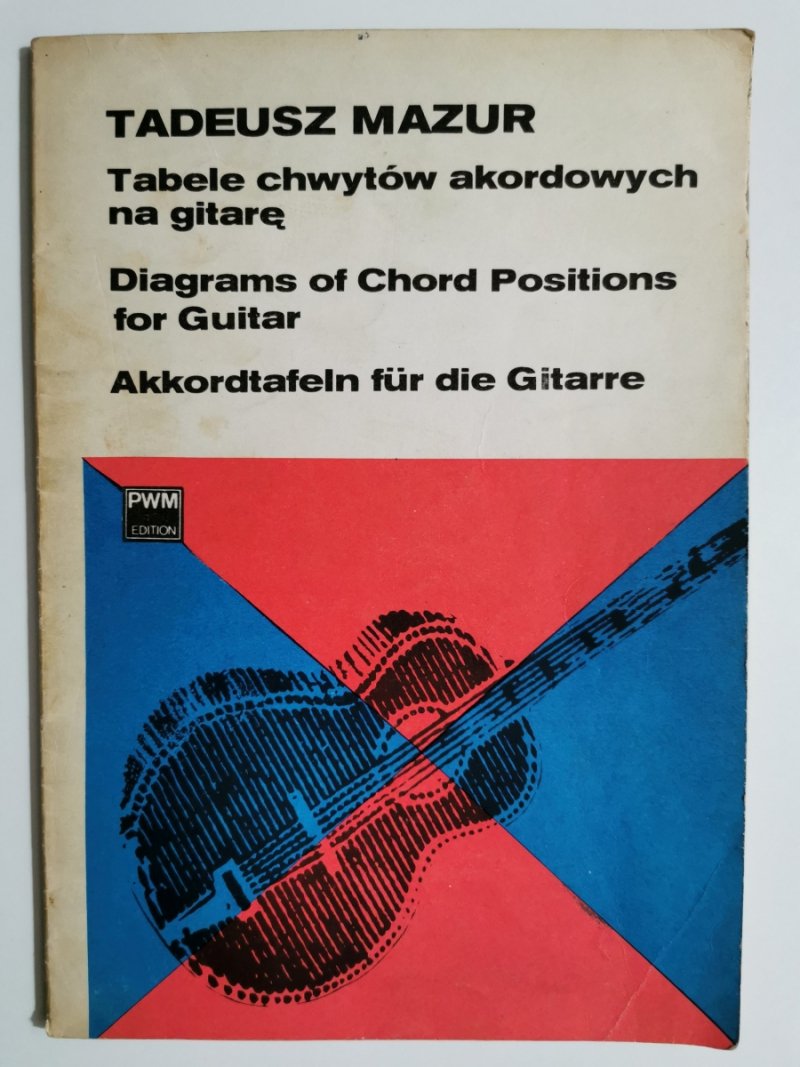 TADEUSZ MAZUR
Tabele chwytów akordowych
na gitarę
Diagrams of Chord Positions
for Guitar
Akkordtafeln für die Gitarre
PWM
EDITION